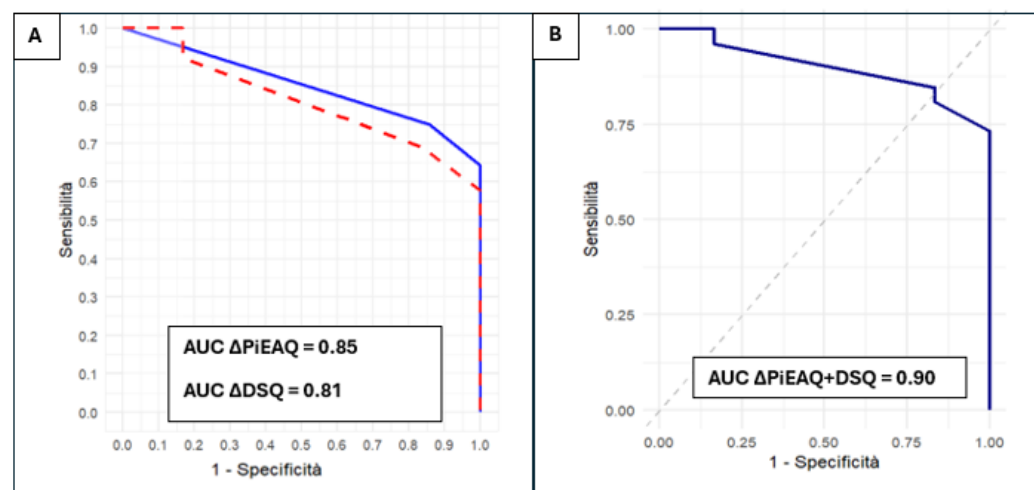 A
1.0
0.9
0.8
0.7
0.6
0.5
0.4
0.3
0.2
0.1
0.0
Sensibilità
AUC ΔPiEAQ = 0.85
AUC ΔDSQ = 0.81
0.0 0.1 0.2 0.3 0.4 0.5 0.6 0.7 0.8 0.9 1.0
1 - Specificità
B
1.00
0.75
0.50
0.25
0.00
Sensibilità
AUC ΔPiEAQ+DSQ = 0.90
0.00 0.25 0.50 0.75 1.00
1 - Specificità